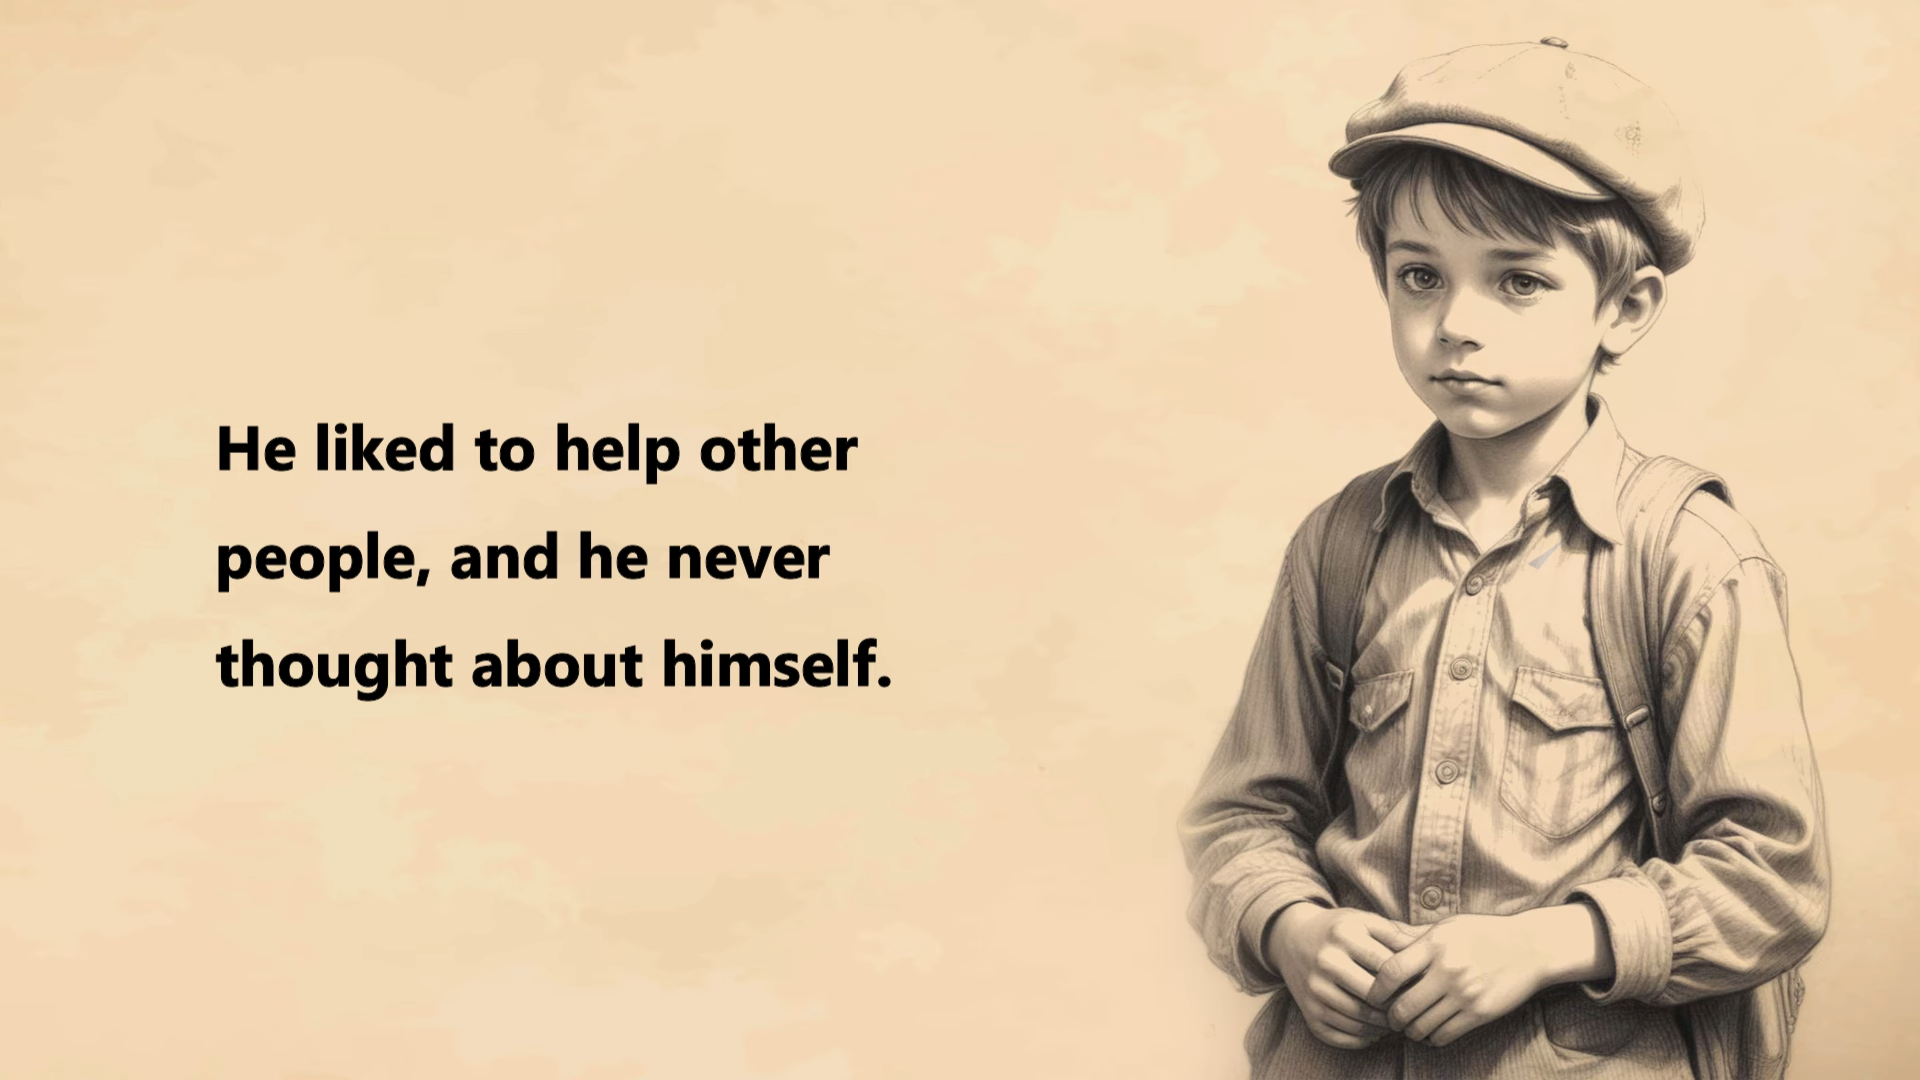 He liked to help other
people, and he never
thought about himself.